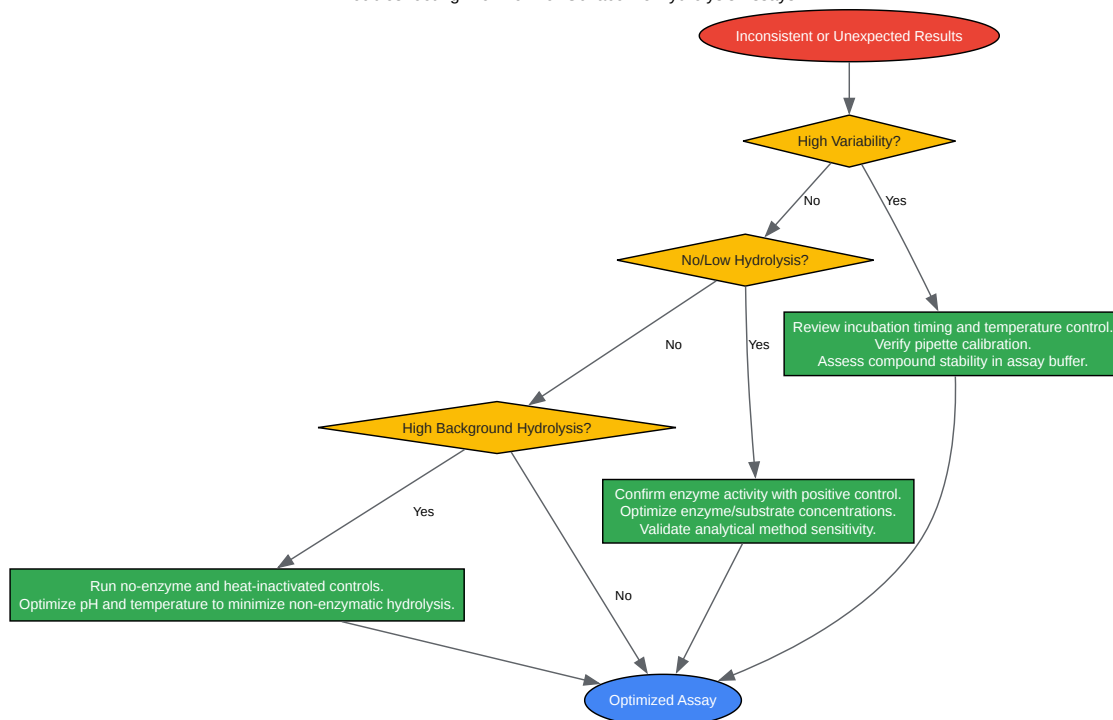 Inconsistent or Unexpected Results
High Variability?
No
Yes
No/Low Hydrolysis?
Review incubation timing and temperature control.
Verify pipette calibration.
Assess compound stability in assay buffer.
No
Yes
High Background Hydrolysis?
Confirm enzyme activity with positive control.
Optimize enzyme/substrate concentrations.
Validate analytical method sensitivity.
Yes
Run no-enzyme and heat-inactivated controls.
Optimize pH and temperature to minimize non-enzymatic hydrolysis.
No
Optimized Assay